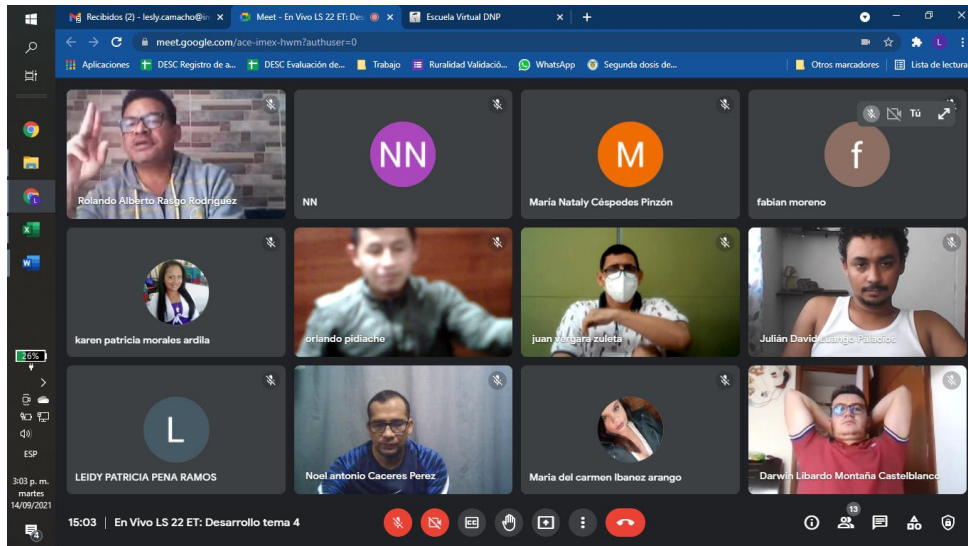 Recibidos (2) - lesly.camacho@in
Meet - En Vivo LS 22 ET: Des
Escuela Virtual DNP
meet.google.com/ace-imex-hwm?authuser=0
L
Aplicaciones
DESC Registro de a...
DESC Evaluación de...
Trabajo
Ruralidad Validació...
WhatsApp
Segunda dosis de...
Otros marcadores
Lista de lectura
Tú
NN
M
f
Rolando Alberto Rasgo Rodriguez
NN
María Nataly Céspedes Pinzón
fabian moreno
karen patricia morales ardila
orlando pidiache
juan vergara zuleta
Julián David Luango Palacios
L
LEIDY PATRICIA PENA RAMOS
Noel antonio Caceres Perez
Maria del carmen Ibanez arango
Darwin Libardo Montaña Castelblanco
26%
ESP
3:03 p. m.
martes
14/09/2021
4
15:03 | En Vivo LS 22 ET: Desarrollo tema 4
CC
13